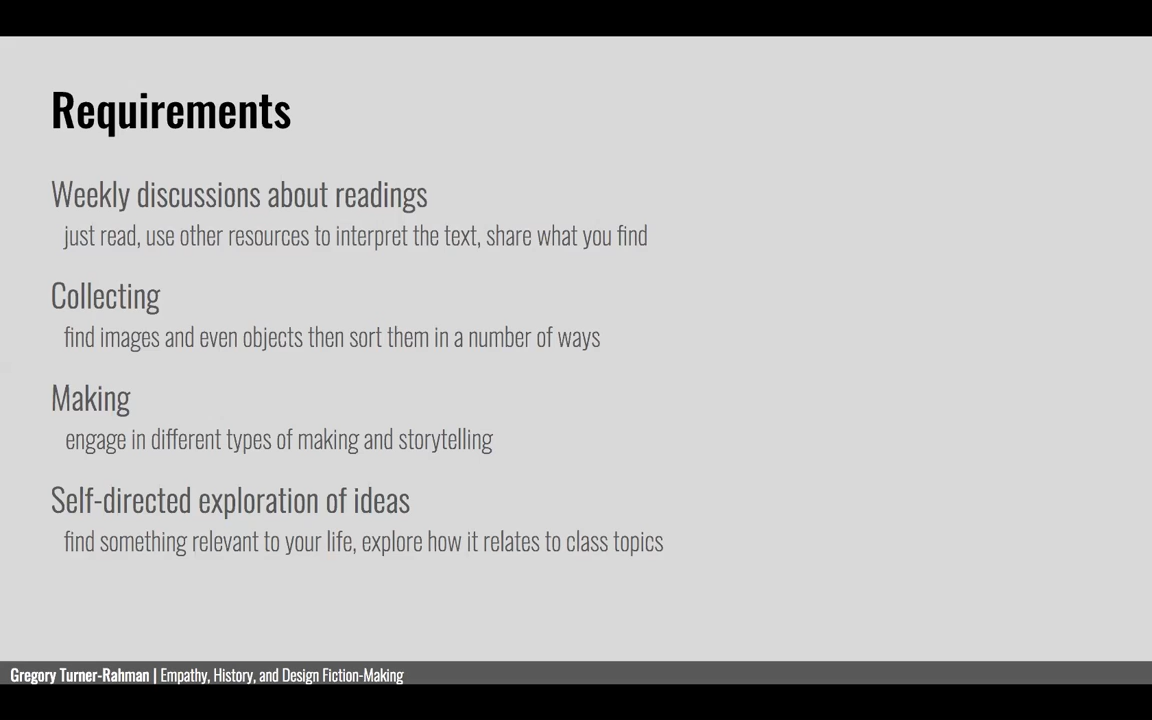 Requirements
Weekly discussions about readings
just read, use other resources to interpret the text, share what you find
Collecting
find images and even objects then sort them in a number of ways
Making
engage in different types of making and storytelling
Self-directed exploration of ideas
find something relevant to your life, explore how it relates to class topics
Gregory Turner-Rahman | Empathy, History, and Design Fiction-Making